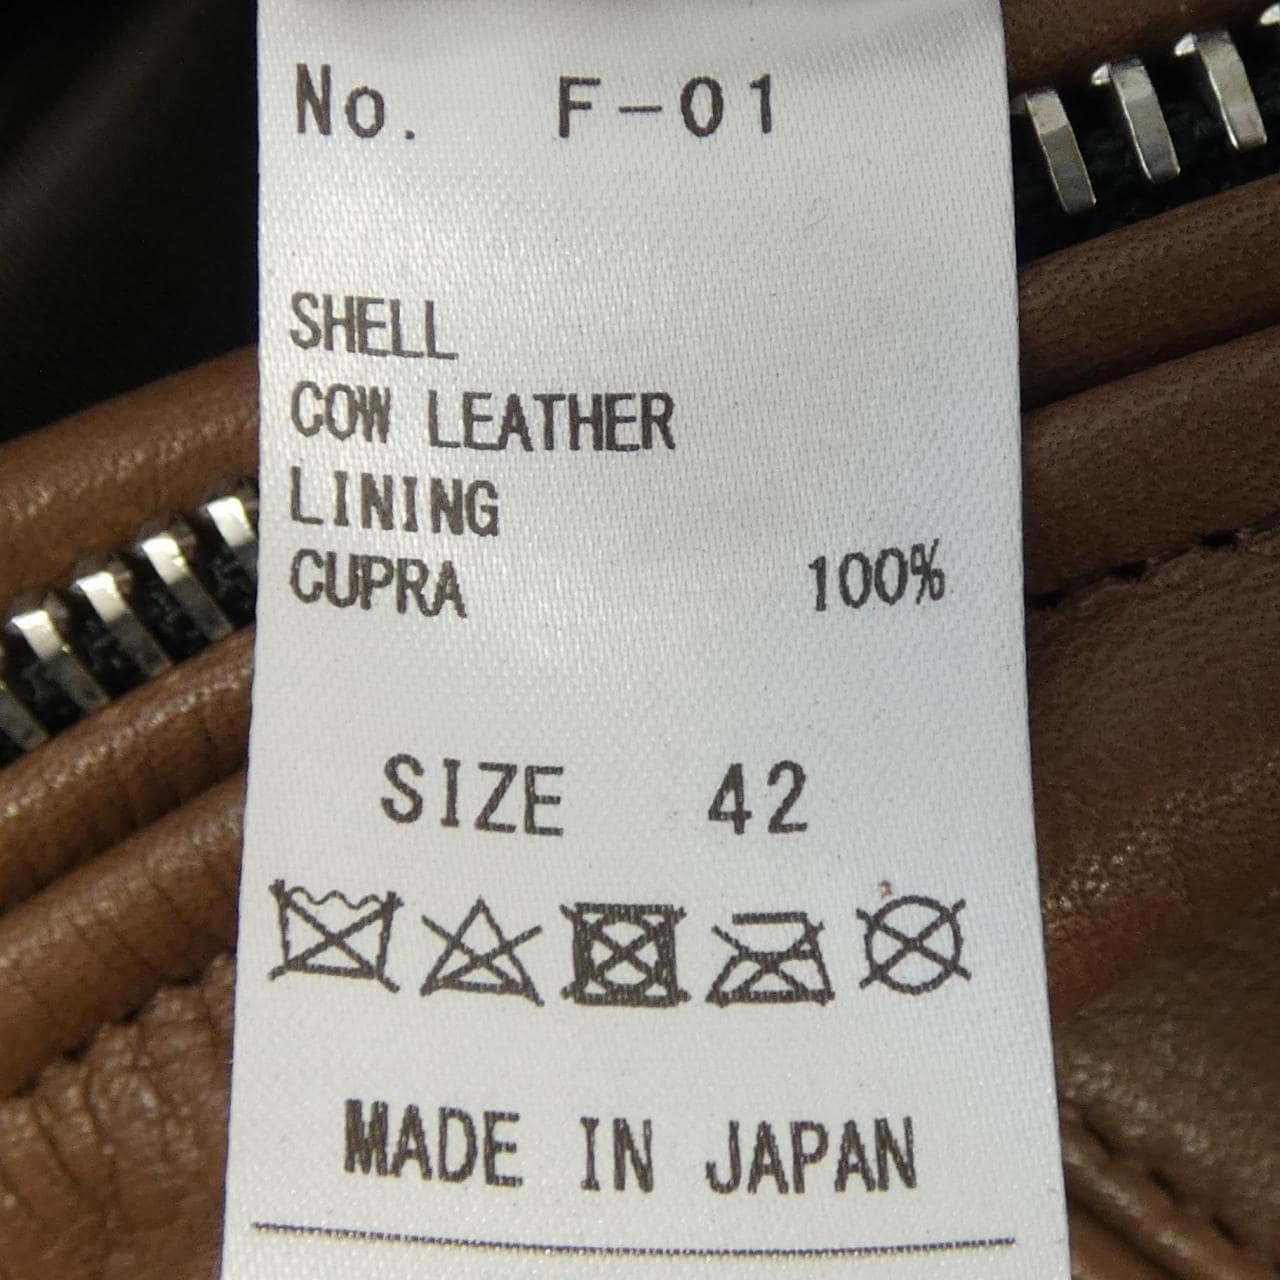 No. F-01
SHELL
COW LEATHER
LINING
CUPRA 100%
SIZE 42
MADE IN JAPAN